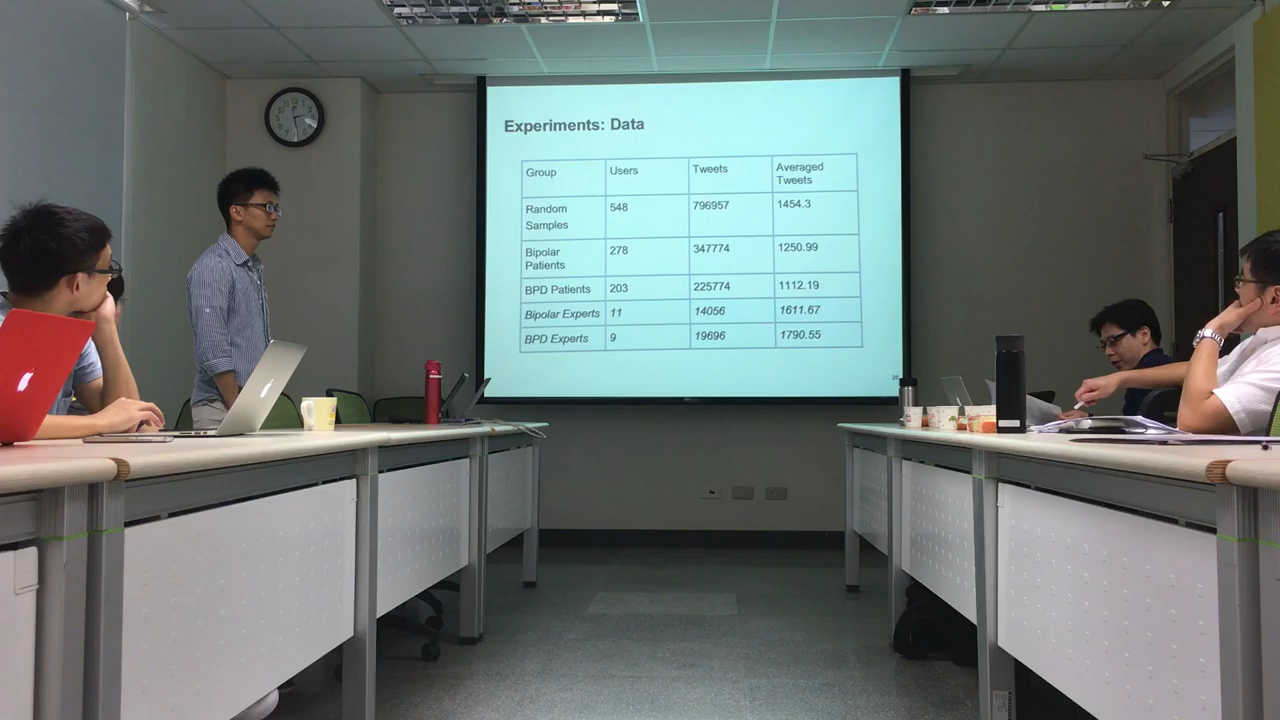 Experiments: Data
Group Users Tweets Averaged
Tweets
Random
Samples 548 796957 1454.3
Bipolar
Patients 278 347774 1250.99
BPD Patients 203 225774 1112.19
Bipolar Experts 11 14056 1611.67
BPD Experts 9 19696 1790.55